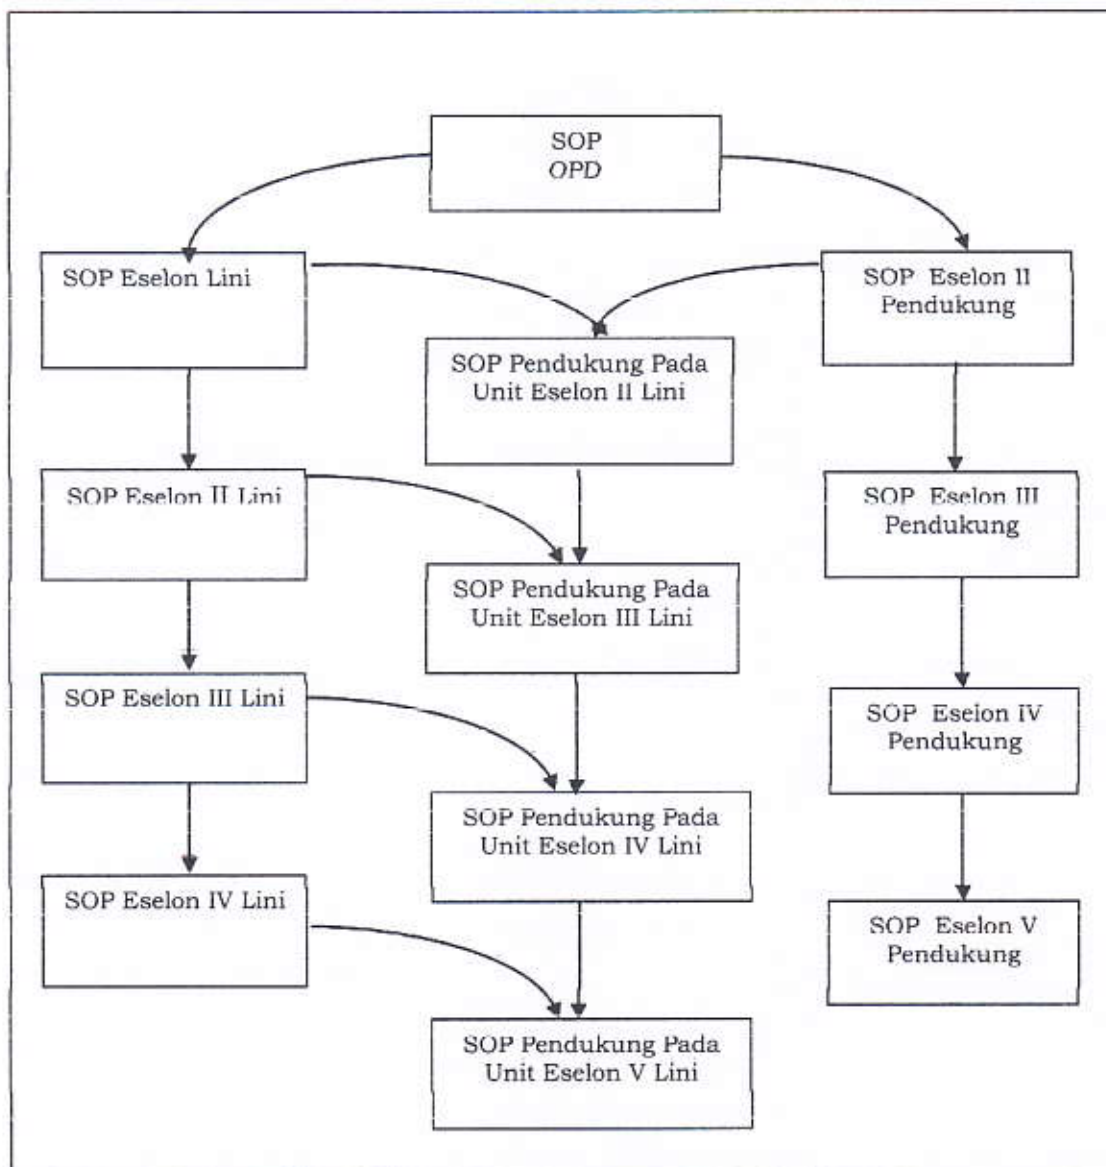 SOP
OPD
SOP Eselon Lini
SOP Eselon II
Pendukung
SOP Pendukung Pada
Unit Eselon II Lini
SOP Eselon II Lini
SOP Eselon III
Pendukung
SOP Pendukung Pada
Unit Eselon III Lini
SOP Eselon III Lini
SOP Eselon IV
Pendukung
SOP Pendukung Pada
Unit Eselon IV Lini
SOP Eselon IV Lini
SOP Eselon V
Pendukung
SOP Pendukung Pada
Unit Eselon V Lini